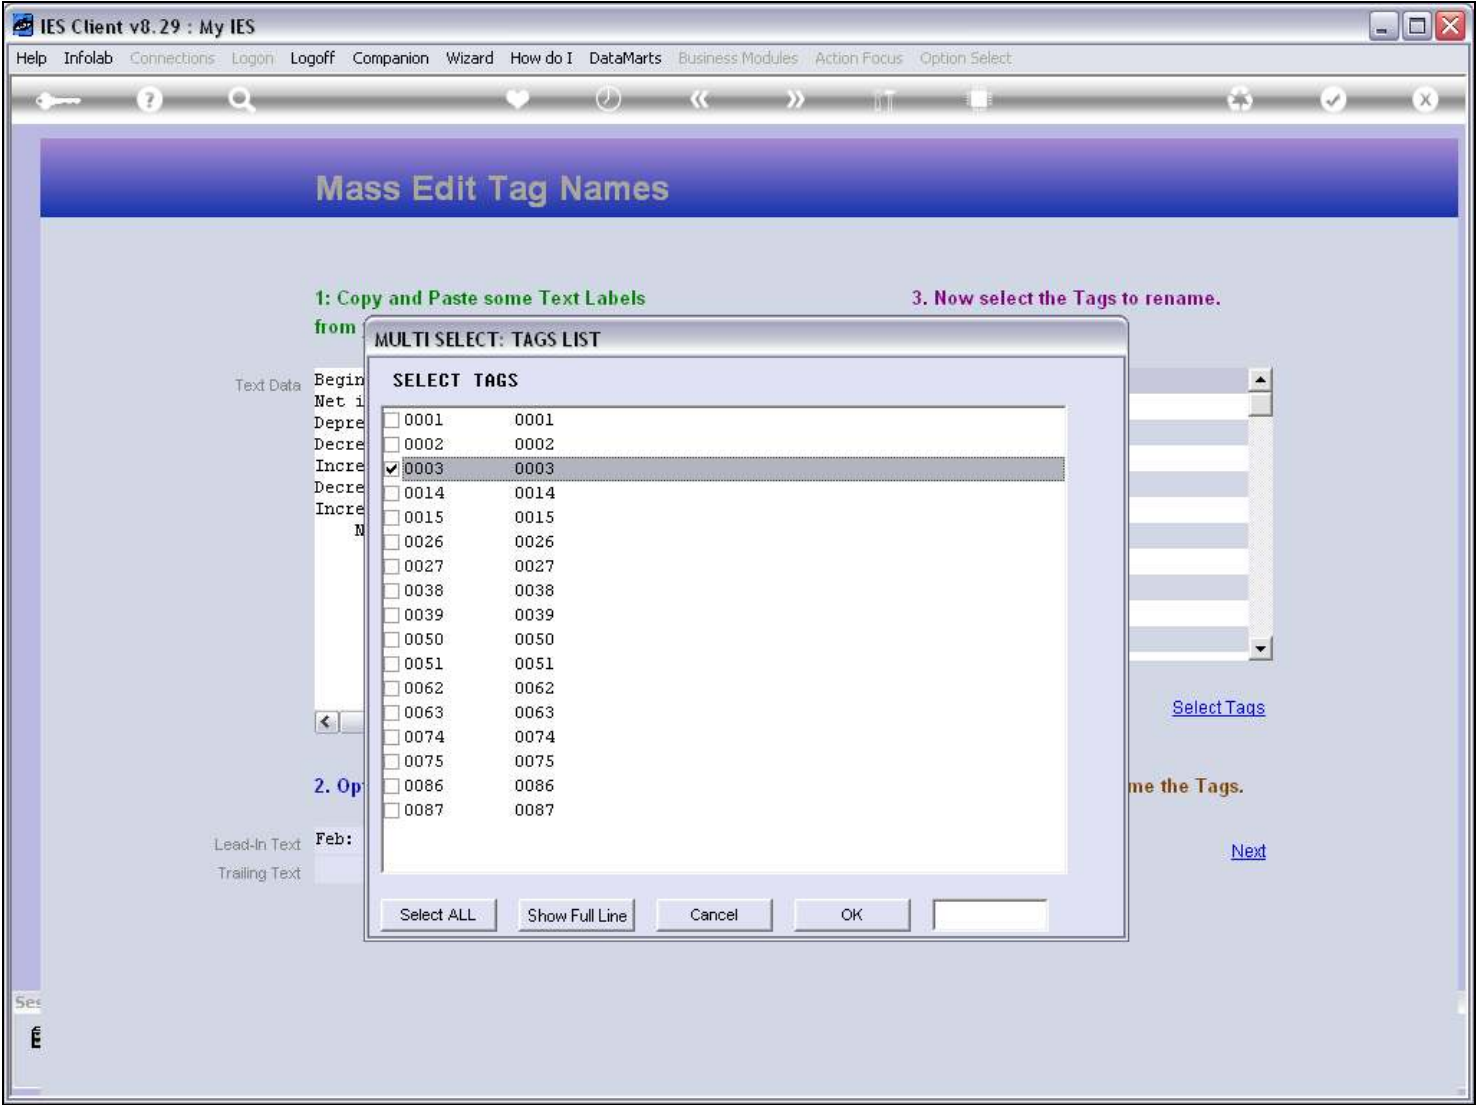 IES Client v8.29 : My IES
Help Infolab Connections Logon Logoff Companion Wizard How do I DataMarts Business Modules Action Focus Option Select
Mass Edit Tag Names
1: Copy and Paste some Text Labels
from
3. Now select the Tags to rename.
MULTI SELECT: TAGS LIST
SELECT TAGS
Text Data
Begin
Net i
Depre
Decre
Incre
Decre
Incre
N
0001 0001
0002 0002
0003 0003
0014 0014
0015 0015
0026 0026
0027 0027
0038 0038
0039 0039
0050 0050
0051 0051
0062 0062
0063 0063
0074 0074
0075 0075
0086 0086
0087 0087
Select Tags
2. Op
me the Tags.
Lead-In Text Feb:
Trailing Text
Next
Select ALL Show Full Line Cancel OK
Ses